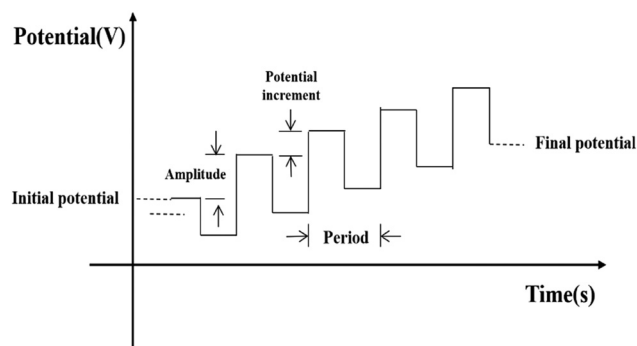 Potential(V)
Potential
increment
Final potential
Amplitude
Initial potential
Period
Time(s)